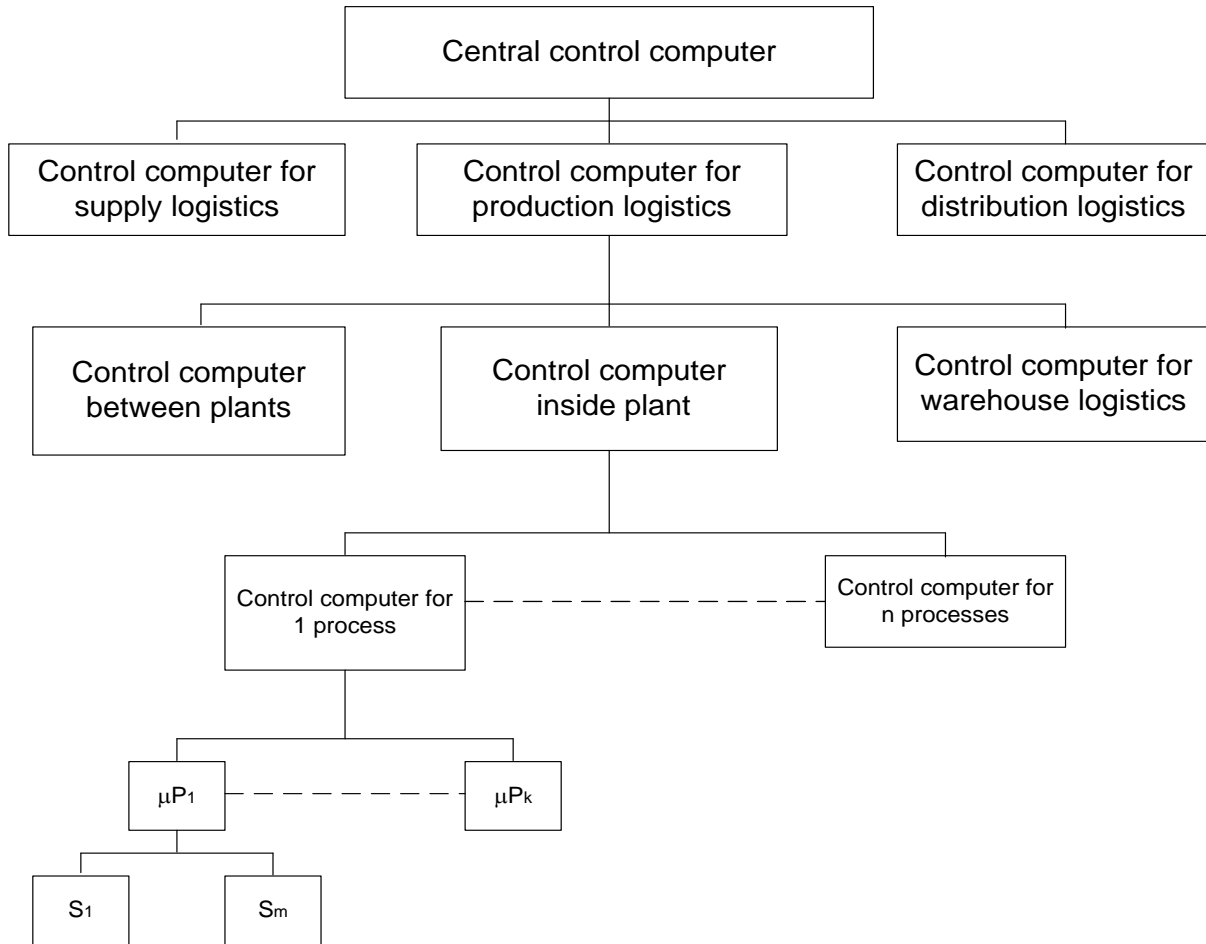 Central control computer
Control computer for
supply logistics
Control computer for
production logistics
Control computer for
distribution logistics
Control computer
between plants
Control computer
inside plant
Control computer for
warehouse logistics
Control computer for
1 process
Control computer for
n processes
μP1
μPk
S1
Sm